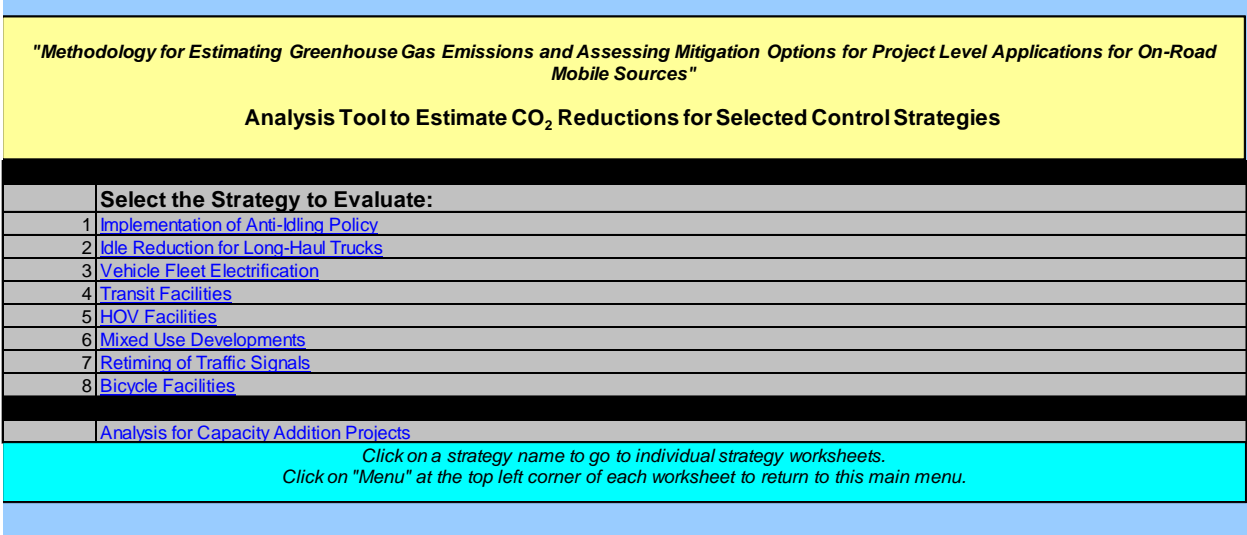 "Methodology for Estimating Greenhouse Gas Emissions and Assessing Mitigation Options for Project Level Applications for On-Road
Mobile Sources"
Analysis Tool to Estimate CO₂ Reductions for Selected Control Strategies
Select the Strategy to Evaluate:
1 Implementation of Anti-Idling Policy
2 Idle Reduction for Long-Haul Trucks
3 Vehicle Fleet Electrification
4 Transit Facilities
5 HOV Facilities
6 Mixed Use Developments
7 Retiming of Traffic Signals
8 Bicycle Facilities
Analysis for Capacity Addition Projects
Click on a strategy name to go to individual strategy worksheets.
Click on "Menu" at the top left corner of each worksheet to return to this main menu.